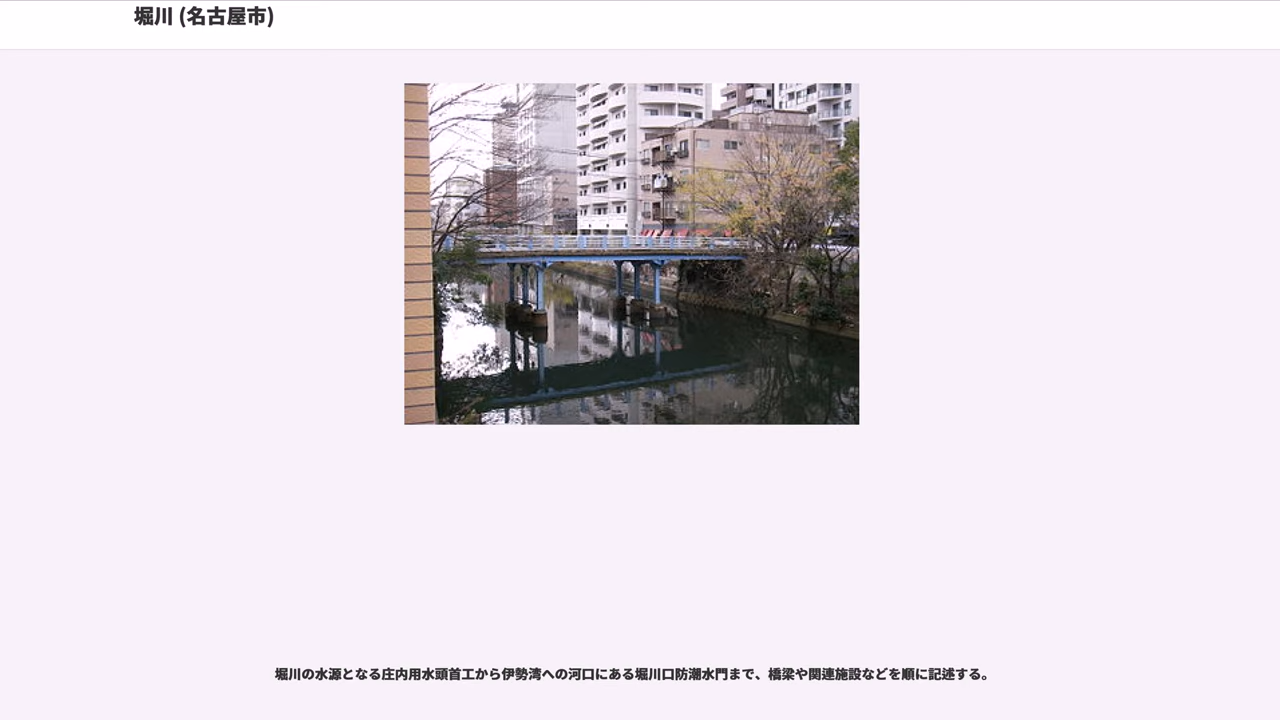 堀川 (名古屋市)
堀川の水源となる庄内用水頭首工から伊勢湾への河口にある堀川口防潮水門まで、橋梁や関連施設などを順に記述する。